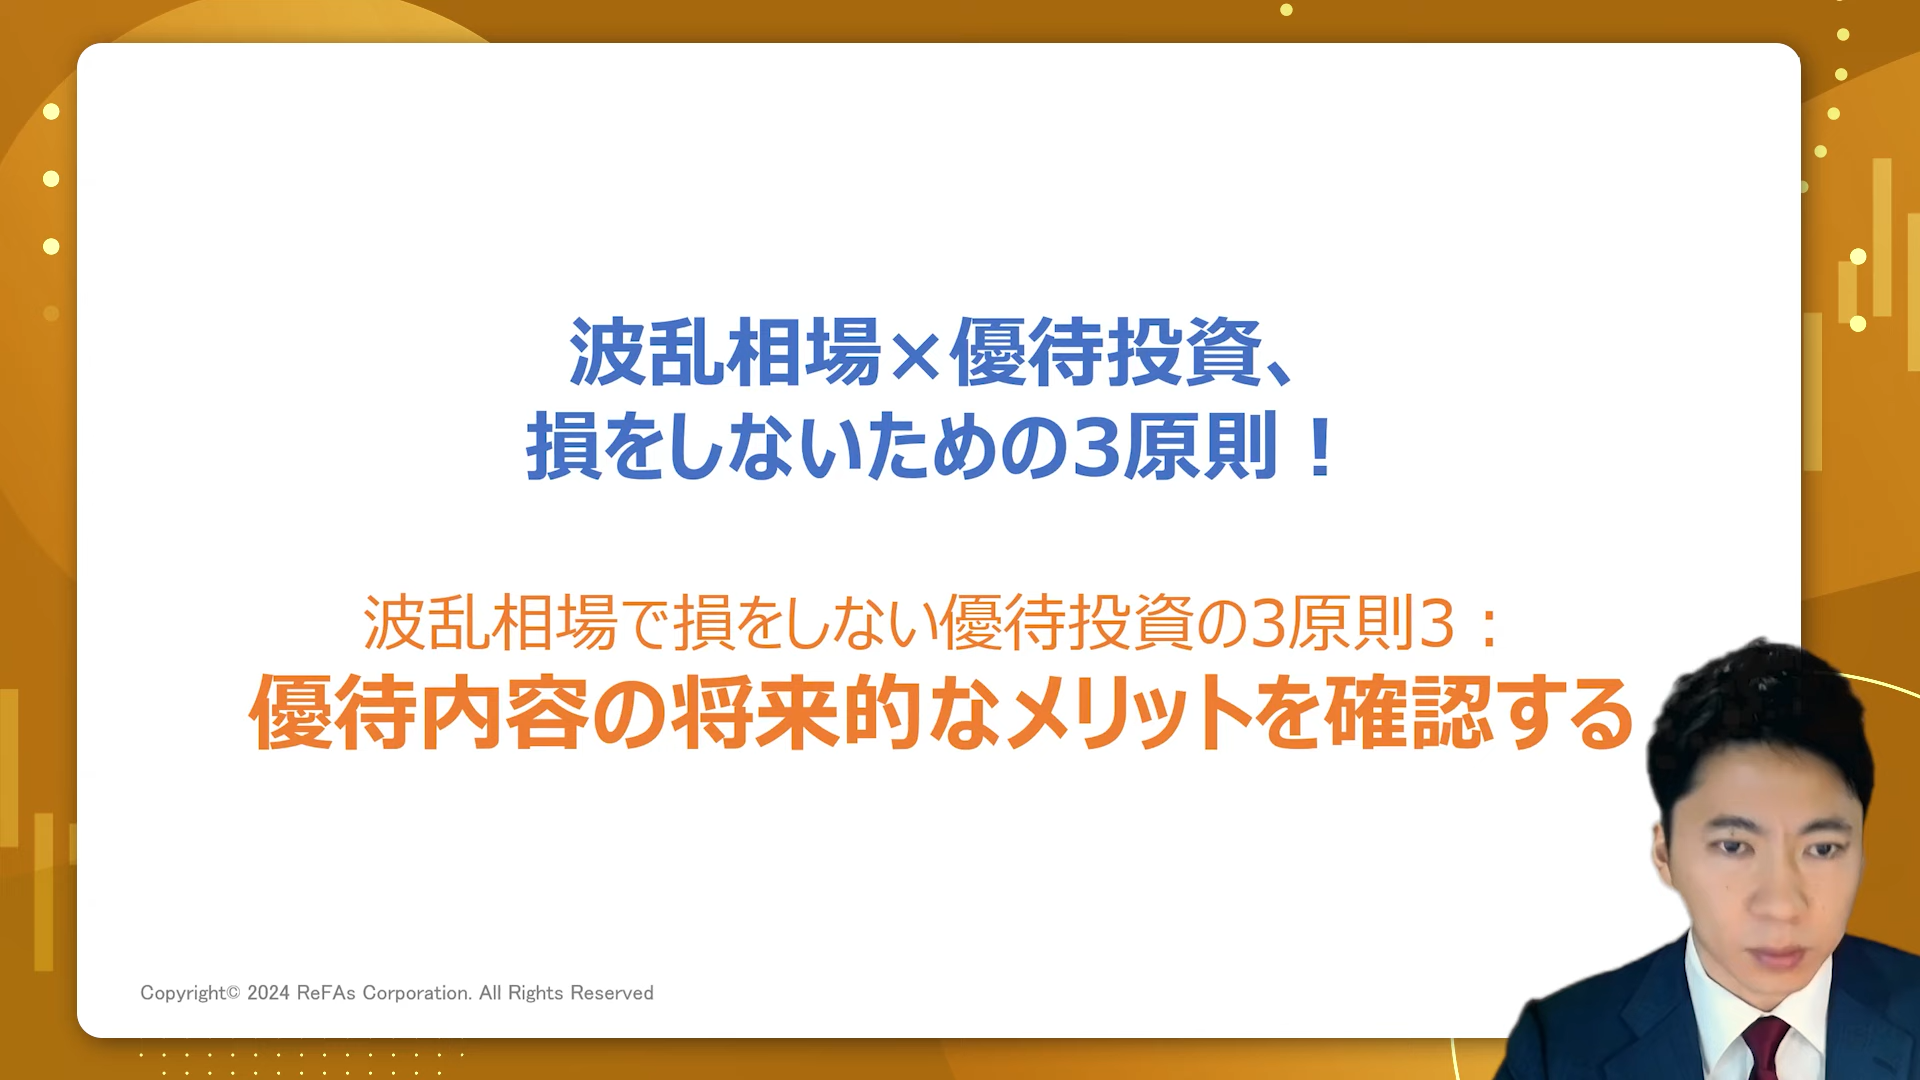 波乱相場×優待投資、
損をしないための3原則！
波乱相場で損をしない優待投資の3原則3：
優待内容の将来的なメリットを確認する
Copyright© 2024 ReFAs Corporation. All Rights Reserved